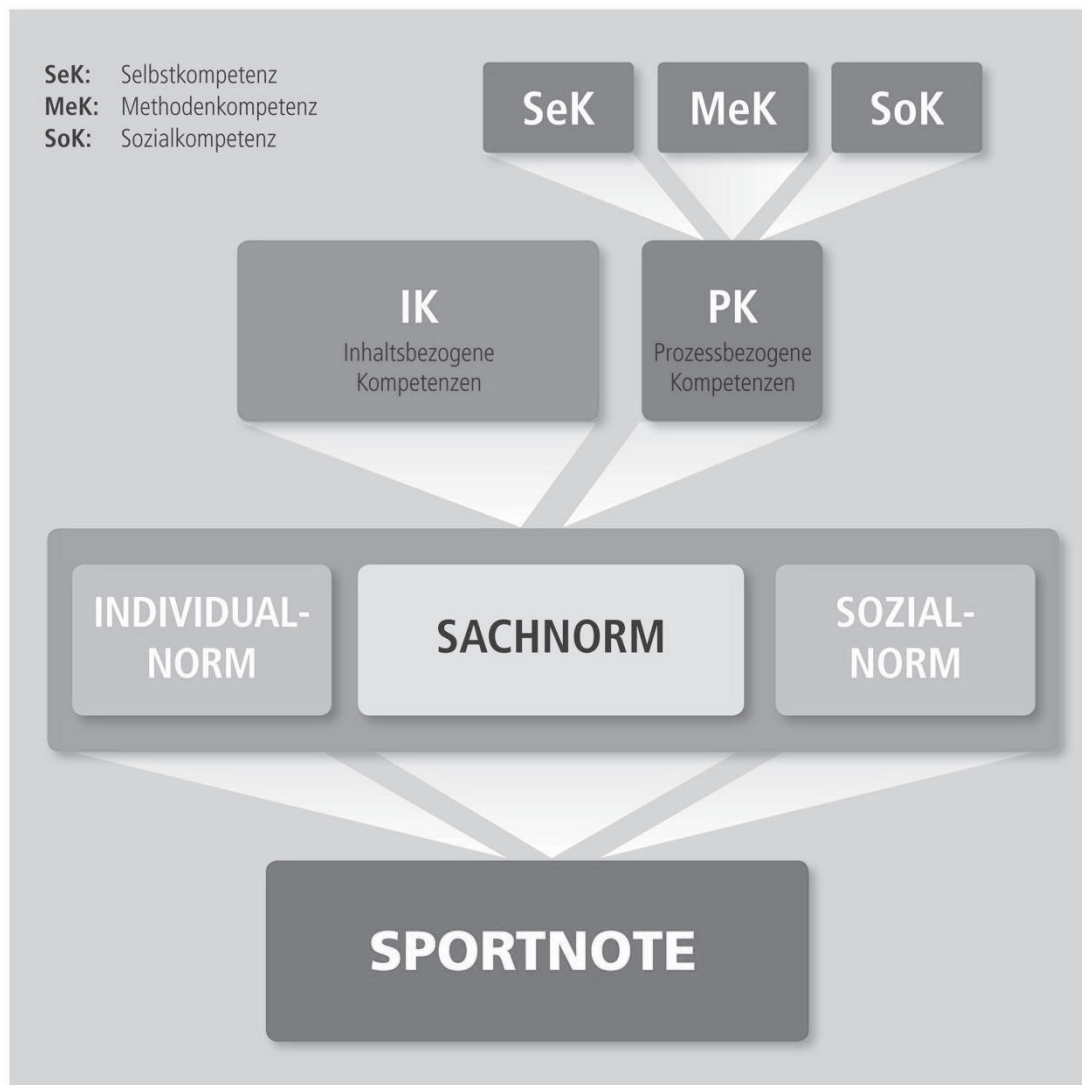 SeK: Selbstkompetenz
MeK: Methodenkompetenz
SoK: Sozialkompetenz
SeK
MeK
SoK
IK
Inhaltsbezogene
Kompetenzen
PK
Prozessbezogene
Kompetenzen
INDIVIDUAL-
NORM
SACHNORM
SOZIAL-
NORM
SPORTNOTE